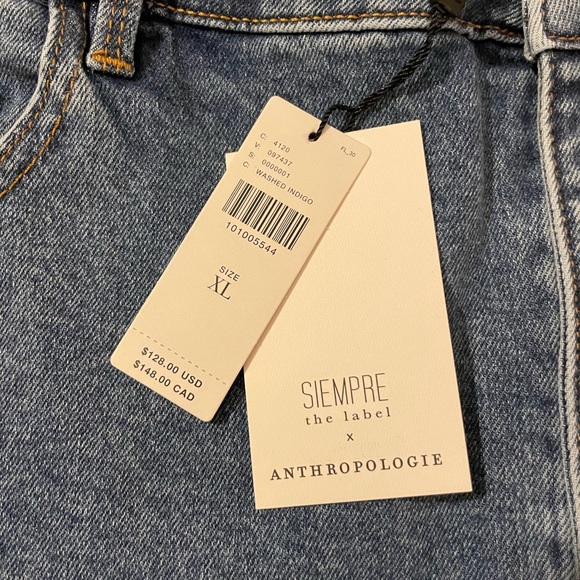 C: 4120
FL_30
V: 097437
S: 0000001
C: WASHED INDIGO
101005544
SIZE
XL
$128.00 USD
$148.00 CAD
SIEMPRE
the label
x
ANTHROPOLOGIE